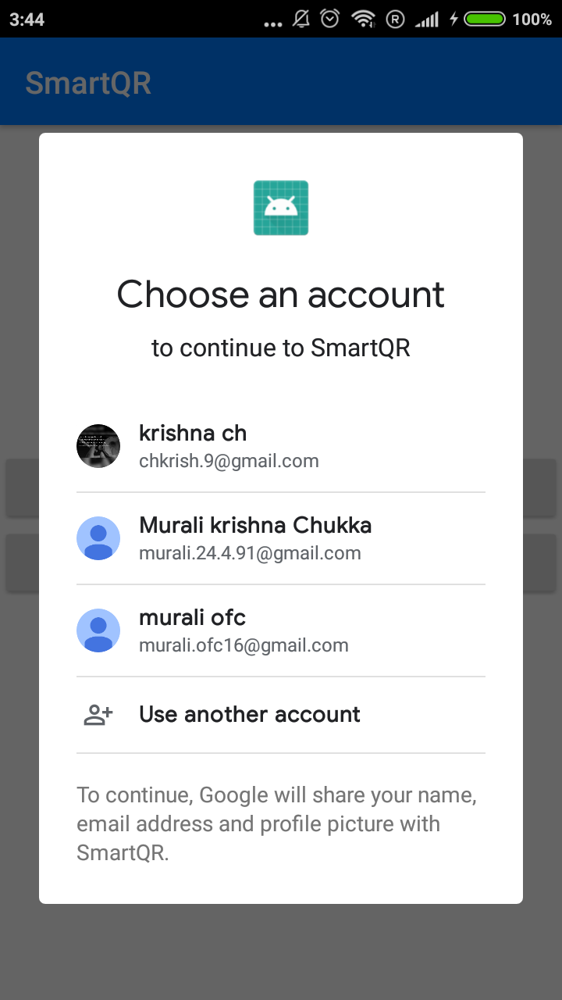 3:44
... R 100%
SmartQR
Choose an account
to continue to SmartQR
krishna ch
chkrish.9@gmail.com
Murali krishna Chukka
murali.24.4.91@gmail.com
murali ofc
murali.ofc16@gmail.com
Use another account
To continue, Google will share your name,
email address and profile picture with
SmartQR.